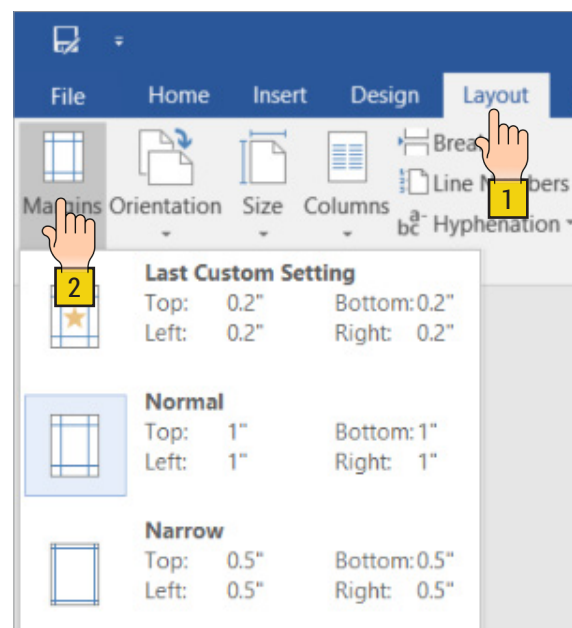 File Home Insert Design Layout
Margins Orientation Size Columns
Line
Hyphenation
1
2
Last Custom Setting
Top: 0.2" Bottom: 0.2"
Left: 0.2" Right: 0.2"
Normal
Top: 1" Bottom: 1"
Left: 1" Right: 1"
Narrow
Top: 0.5" Bottom: 0.5"
Left: 0.5" Right: 0.5"